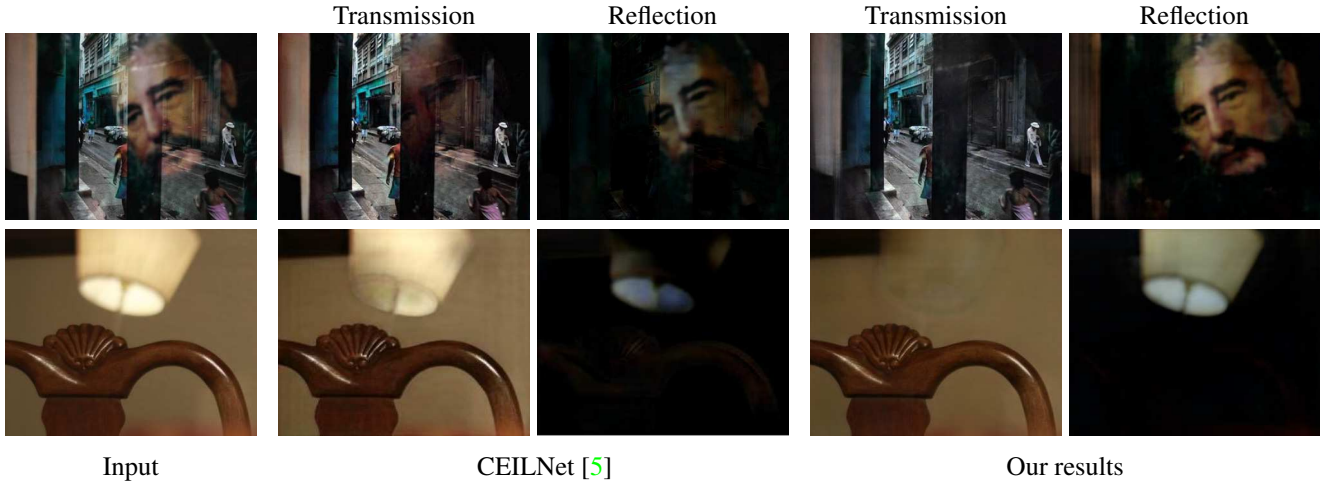 Transmission Reflection Transmission Reflection
Input CEILNet [5] Our results